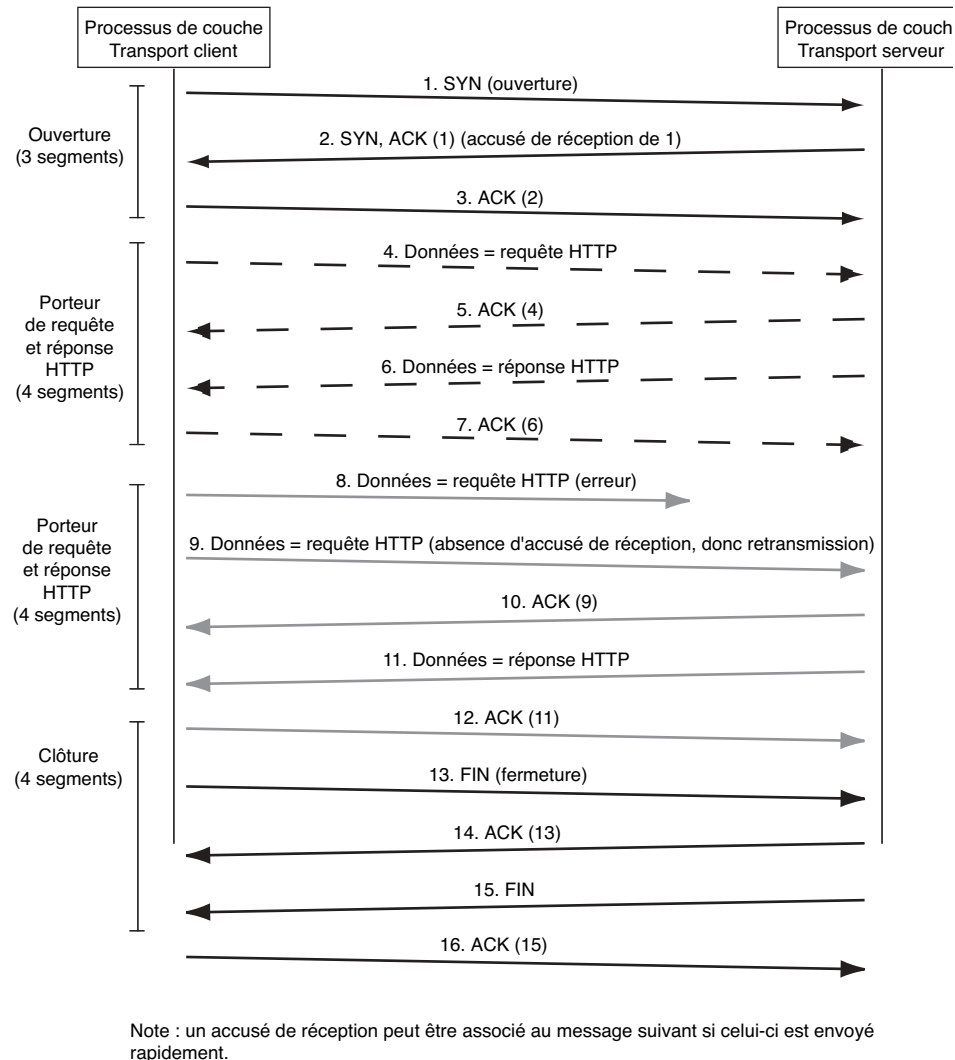 Processus de couche
Transport client
Processus de couch
Transport serveur
1. SYN (ouverture)
Ouverture
(3 segments)
2. SYN, ACK (1) (accusé de réception de 1)
3. ACK (2)
4. Données = requête HTTP
Porteur
de requête
et réponse
HTTP
(4 segments)
5. ACK (4)
6. Données = réponse HTTP
7. ACK (6)
8. Données = requête HTTP (erreur)
Porteur
de requête
et réponse
HTTP
(4 segments)
9. Données = requête HTTP (absence d'accusé de réception, donc retransmission)
10. ACK (9)
11. Données = réponse HTTP
12. ACK (11)
Clôture
(4 segments)
13. FIN (fermeture)
14. ACK (13)
15. FIN
16. ACK (15)
Note : un accusé de réception peut être associé au message suivant si celui-ci est envoyé
rapidement.